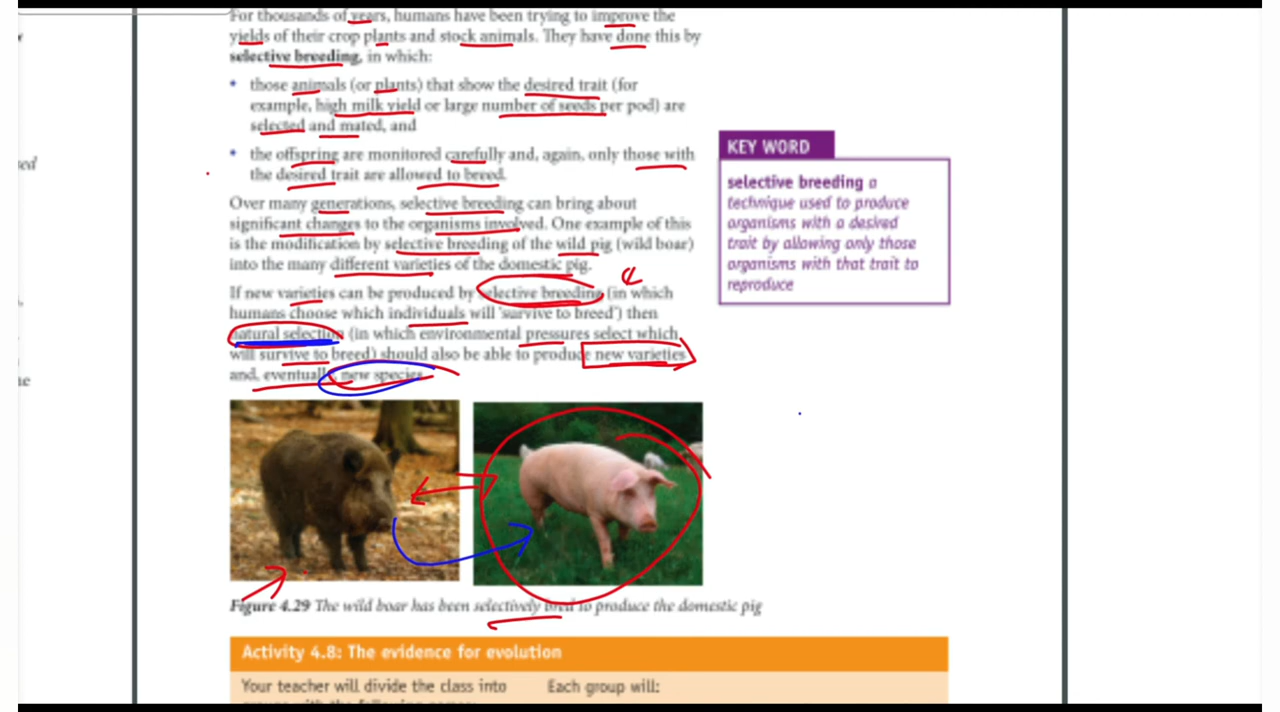 For thousands of years, humans have been trying to improve the
yields of their crop plants and stock animals. They have done this by
selective breeding, in which:
• those animals (or plants) that show the desired trait (for
example, high milk yield or large number of seeds per pod) are
selected and mated, and
• the offspring are monitored carefully and, again, only those with
the desired trait are allowed to breed.
Over many generations, selective breeding can bring about
significant changes to the organisms involved. One example of this
is the modification by selective breeding of the wild pig (wild boar)
into the many different varieties of the domestic pig.
If new varieties can be produced by selective breeding (in which
humans choose which individuals will 'survive to breed') then
natural selection (in which environmental pressures select which
will survive to breed) should also be able to produce new varieties
and, eventually, new species.
KEY WORD
selective breeding a
technique used to produce
organisms with a desired
trait by allowing only those
organisms with that trait to
reproduce
Figure 4.29 The wild boar has been selectively bred to produce the domestic pig
Activity 4.8: The evidence for evolution
Your teacher will divide the class into
Each group will: